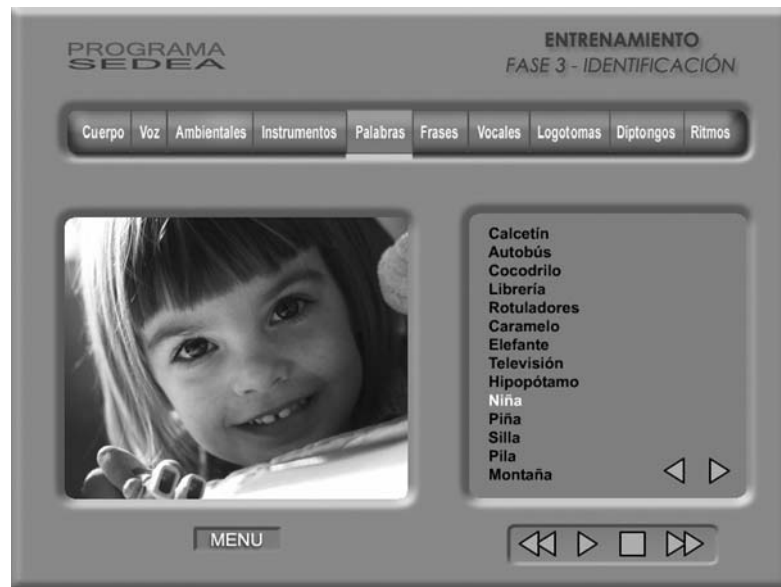 PROGRAMA
SEDEA
ENTRENAMIENTO
FASE 3 - IDENTIFICACIÓN
Cuerpo Voz Ambientales Instrumentos Palabras Frases Vocales Logotomas Diptongos Ritmos
Calcetín
Autobús
Cocodrilo
Librería
Rotuladores
Caramelo
Elefante
Televisión
Hipopótamo
Niña
Piña
Silla
Pila
Montaña
MENU